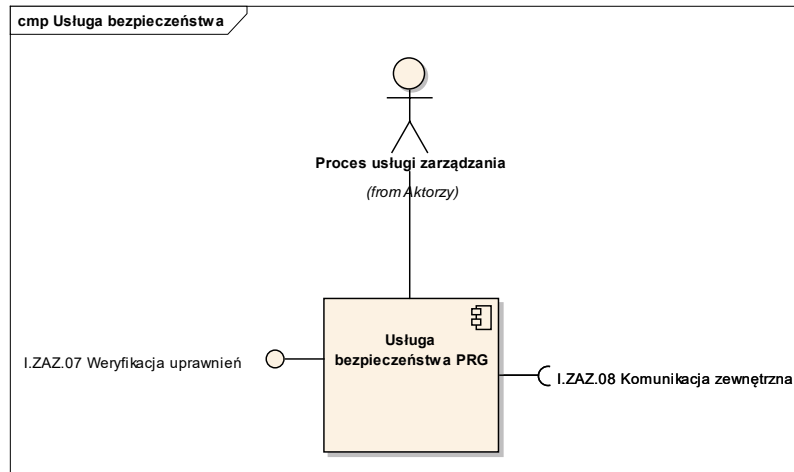 cmp Usługa bezpieczeństwa
Proces usługi zarządzania
(from Aktorzy)
Usługa
bezpieczeństwa PRG
I.ZAZ.07 Weryfikacja uprawnień
I.ZAZ.08 Komunikacja zewnętrzna